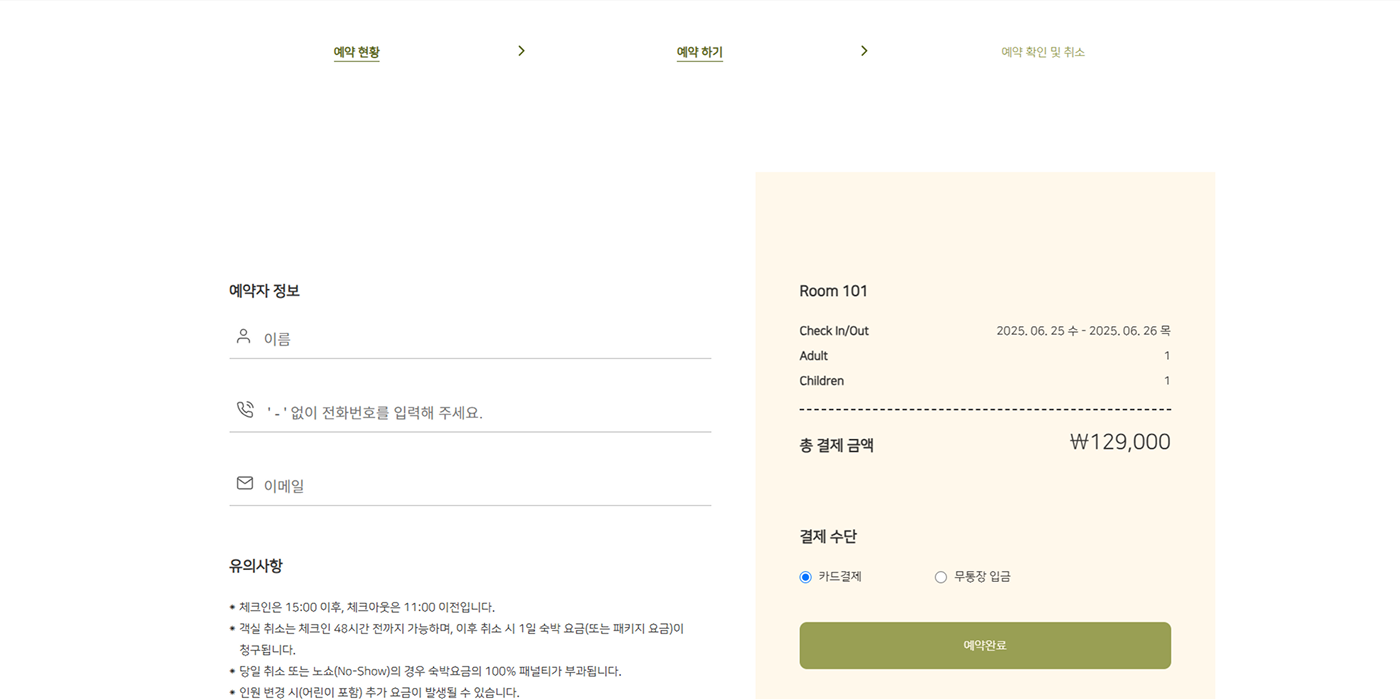 예약 현황
예약 하기
예약 확인 및 취소
예약자 정보
이름
' - ' 없이 전화번호를 입력해 주세요.
이메일
유의사항
• 체크인은 15:00 이후, 체크아웃은 11:00 이전입니다.
• 객실 취소는 체크인 48시간 전까지 가능하며, 이후 취소 시 1일 숙박 요금(또는 패키지 요금)이
청구됩니다.
• 당일 취소 또는 노쇼(No-Show)의 경우 숙박요금의 100% 패널티가 부과됩니다.
• 인원 변경 시(어린이 포함) 추가 요금이 발생될 수 있습니다.
Room 101
Check In/Out 2025. 06. 25 수 - 2025. 06. 26 목
Adult 1
Children 1
총 결제 금액 ₩129,000
결제 수단
카드결제 무통장 입금
예약완료